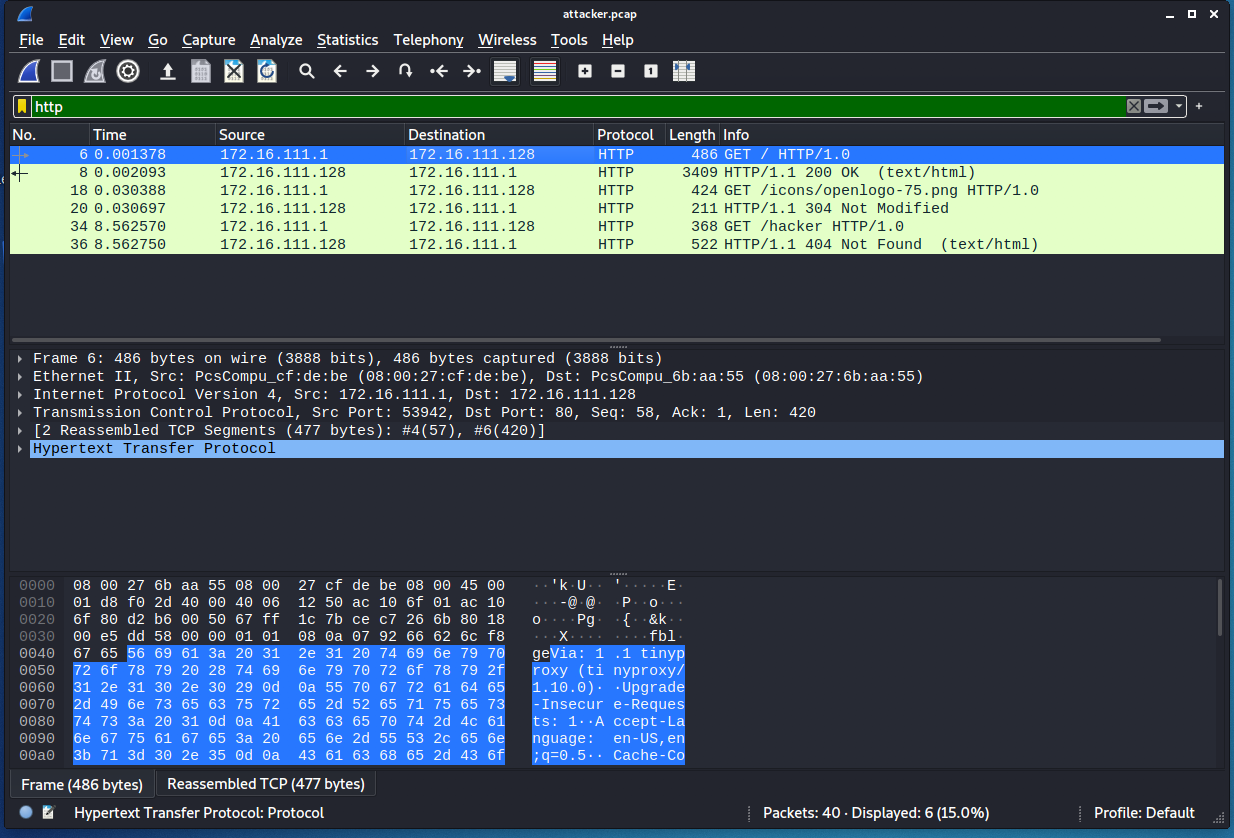 attacker.pcap
File Edit View Go Capture Analyze Statistics Telephony Wireless Tools Help
http
No. Time Source Destination Protocol Length Info
6 0.001378 172.16.111.1 172.16.111.128 HTTP 486 GET / HTTP/1.0
8 0.002093 172.16.111.128 172.16.111.1 HTTP 3409 HTTP/1.1 200 OK (text/html)
18 0.030388 172.16.111.1 172.16.111.128 HTTP 424 GET /icons/openlogo-75.png HTTP/1.0
20 0.030697 172.16.111.128 172.16.111.1 HTTP 211 HTTP/1.1 304 Not Modified
34 8.562570 172.16.111.1 172.16.111.128 HTTP 368 GET /hacker HTTP/1.0
36 8.562750 172.16.111.128 172.16.111.1 HTTP 522 HTTP/1.1 404 Not Found (text/html)
Frame 6: 486 bytes on wire (3888 bits), 486 bytes captured (3888 bits)
Ethernet II, Src: PcsCompu_cf:de:be (08:00:27:cf:de:be), Dst: PcsCompu_6b:aa:55 (08:00:27:6b:aa:55)
Internet Protocol Version 4, Src: 172.16.111.1, Dst: 172.16.111.128
Transmission Control Protocol, Src Port: 53942, Dst Port: 80, Seq: 58, Ack: 1, Len: 420
[2 Reassembled TCP Segments (477 bytes): #4(57), #6(420)]
Hypertext Transfer Protocol
0000 08 00 27 6b aa 55 08 00 27 cf de be 08 00 45 00 ··'k·U·· '·····E·
0010 01 d8 f0 2d 40 00 40 06 12 50 ac 10 6f 01 ac 10 ···-@·@· ·P··o···
0020 6f 80 d2 b6 00 50 67 ff 1c 7b ce c7 26 6b 80 18 o····Pg· ·{··&k··
0030 00 e5 dd 58 00 00 01 01 08 0a 07 92 66 62 6c f8 ···X···· ····fbl·
0040 67 65 56 69 61 3a 20 31 2e 31 20 74 69 6e 79 70 geVia: 1 .1 tinyp
0050 72 6f 78 79 20 28 74 69 6e 79 70 72 6f 78 79 2f roxy (ti nyproxy/
0060 31 2e 31 30 2e 30 29 0d 0a 55 70 67 72 61 64 65 1.10.0)· ·Upgrade
0070 2d 49 6e 73 65 63 75 72 65 2d 52 65 71 75 65 73 -Insecur e-Reques
0080 74 73 3a 20 31 0d 0a 41 63 63 65 70 74 2d 4c 61 ts: 1··A ccept-La
0090 6e 67 75 61 67 65 3a 20 65 6e 2d 55 53 2c 65 6e nguage:  en-US,en
00a0 3b 71 3d 30 2e 35 0d 0a 43 61 63 68 65 2d 43 6f ;q=0.5·· Cache-Co
Frame (486 bytes) Reassembled TCP (477 bytes)
Hypertext Transfer Protocol: Protocol Packets: 40 · Displayed: 6 (15.0%) Profile: Default